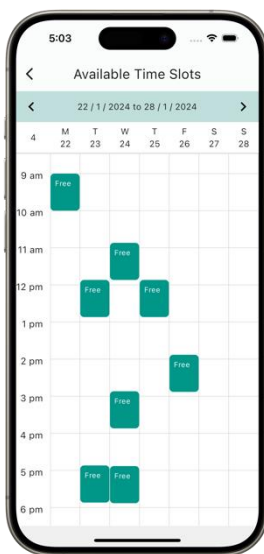 5:03
Available Time Slots
22 / 1 / 2024 to 28 / 1 / 2024
4 M 22 T 23 W 24 T 25 F 26 S 27 S 28
9 am
Free
10 am
11 am
Free
12 pm
Free Free
1 pm
2 pm
Free
3 pm
Free
4 pm
5 pm
Free Free
6 pm